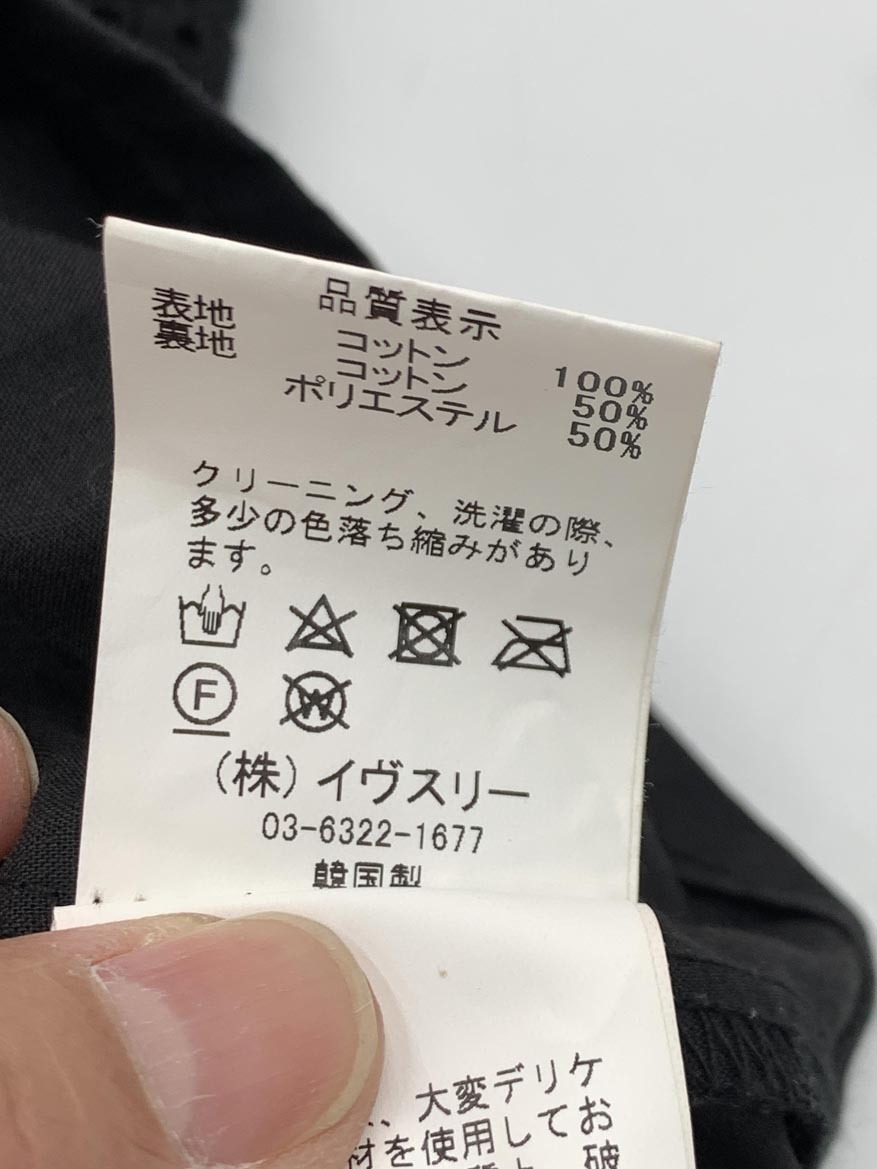 品質表示
表地 コットン 100%
裏地 コットン 50%
ポリエステル 50%
クリーニング、洗濯の際、
多少の色落ち縮みがあり
ます。
F W
(株)イヴスリー
03-6322-1677
韓国製
、大変デリケ
材を使用してお
破